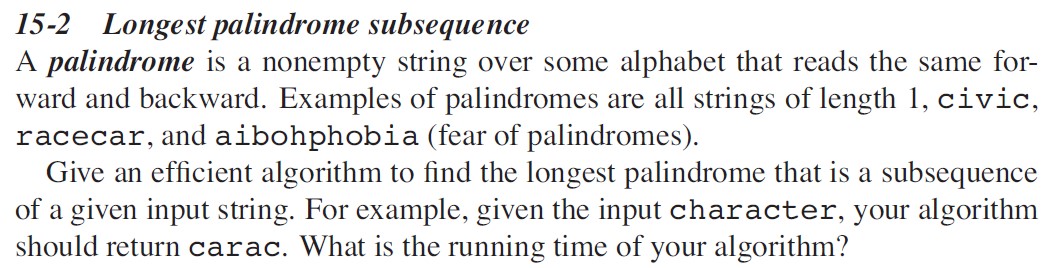 15-2 Longest palindrome subsequence
A palindrome is a nonempty string over some alphabet that reads the same for-
ward and backward. Examples of palindromes are all strings of length 1, civic,
racecar, and aibohphobia (fear of palindromes).
Give an efficient algorithm to find the longest palindrome that is a subsequence
of a given input string. For example, given the input character, your algorithm
should return carac. What is the running time of your algorithm?